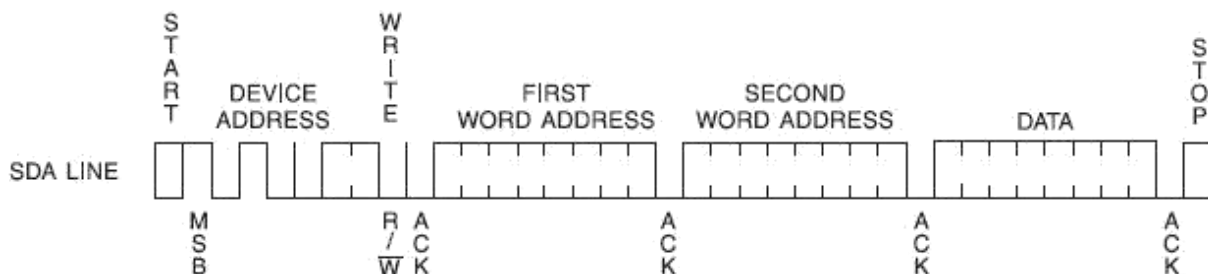 START
DEVICE
ADDRESS
WRITE
FIRST
WORD ADDRESS
SECOND
WORD ADDRESS
DATA
STOP
SDA LINE
MSB
R/W
ACK
ACK
ACK
ACK